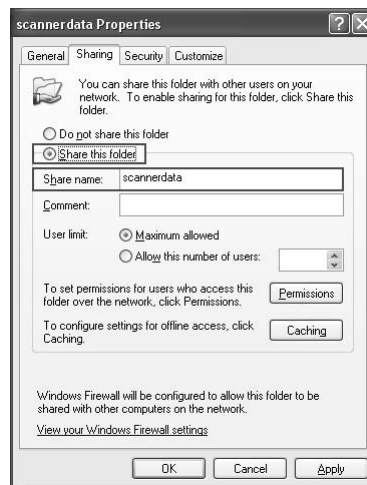 scannerdata Properties
General Sharing Security Customize
You can share this folder with other users on your
network. To enable sharing for this folder, click Share this
folder.
Do not share this folder
Share this folder
Share name: scannerdata
Comment:
User limit: Maximum allowed
Allow this number of users:
To set permissions for users who access this
folder over the network, click Permissions.
Permissions
To configure settings for offline access, click
Caching.
Caching
Windows Firewall will be configured to allow this folder to be
shared with other computers on the network.
View your Windows Firewall settings
OK Cancel Apply